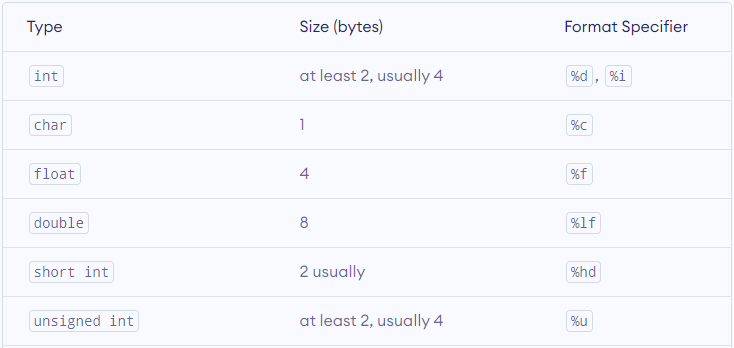 Type Size (bytes) Format Specifier
int at least 2, usually 4 %d, %i
char 1 %c
float 4 %f
double 8 %lf
short int 2 usually %hd
unsigned int at least 2, usually 4 %u